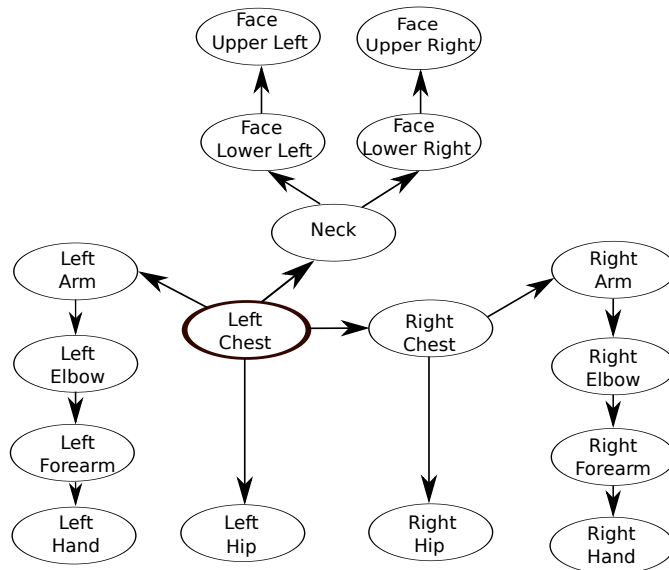 Face
Upper Left
Face
Upper Right
Face
Lower Left
Face
Lower Right
Neck
Left
Arm
Right
Arm
Left
Chest
Right
Chest
Left
Elbow
Right
Elbow
Left
Forearm
Right
Forearm
Left
Hand
Left
Hip
Right
Hip
Right
Hand